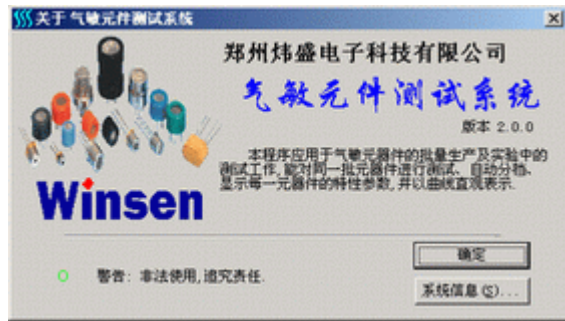 关于 气敏元件测试系统
郑州炜盛电子科技有限公司
气敏元件测试系统
版本 2.0.0
本程序应用于气敏元器件的批量生产及实验中的
测试工作,能对同一批元器件进行测试、自动分档、
显示每一元器件的特性参数,并以曲线直观表示.
Winsen
确定
警告: 非法使用,追究责任.
系统信息(S)...